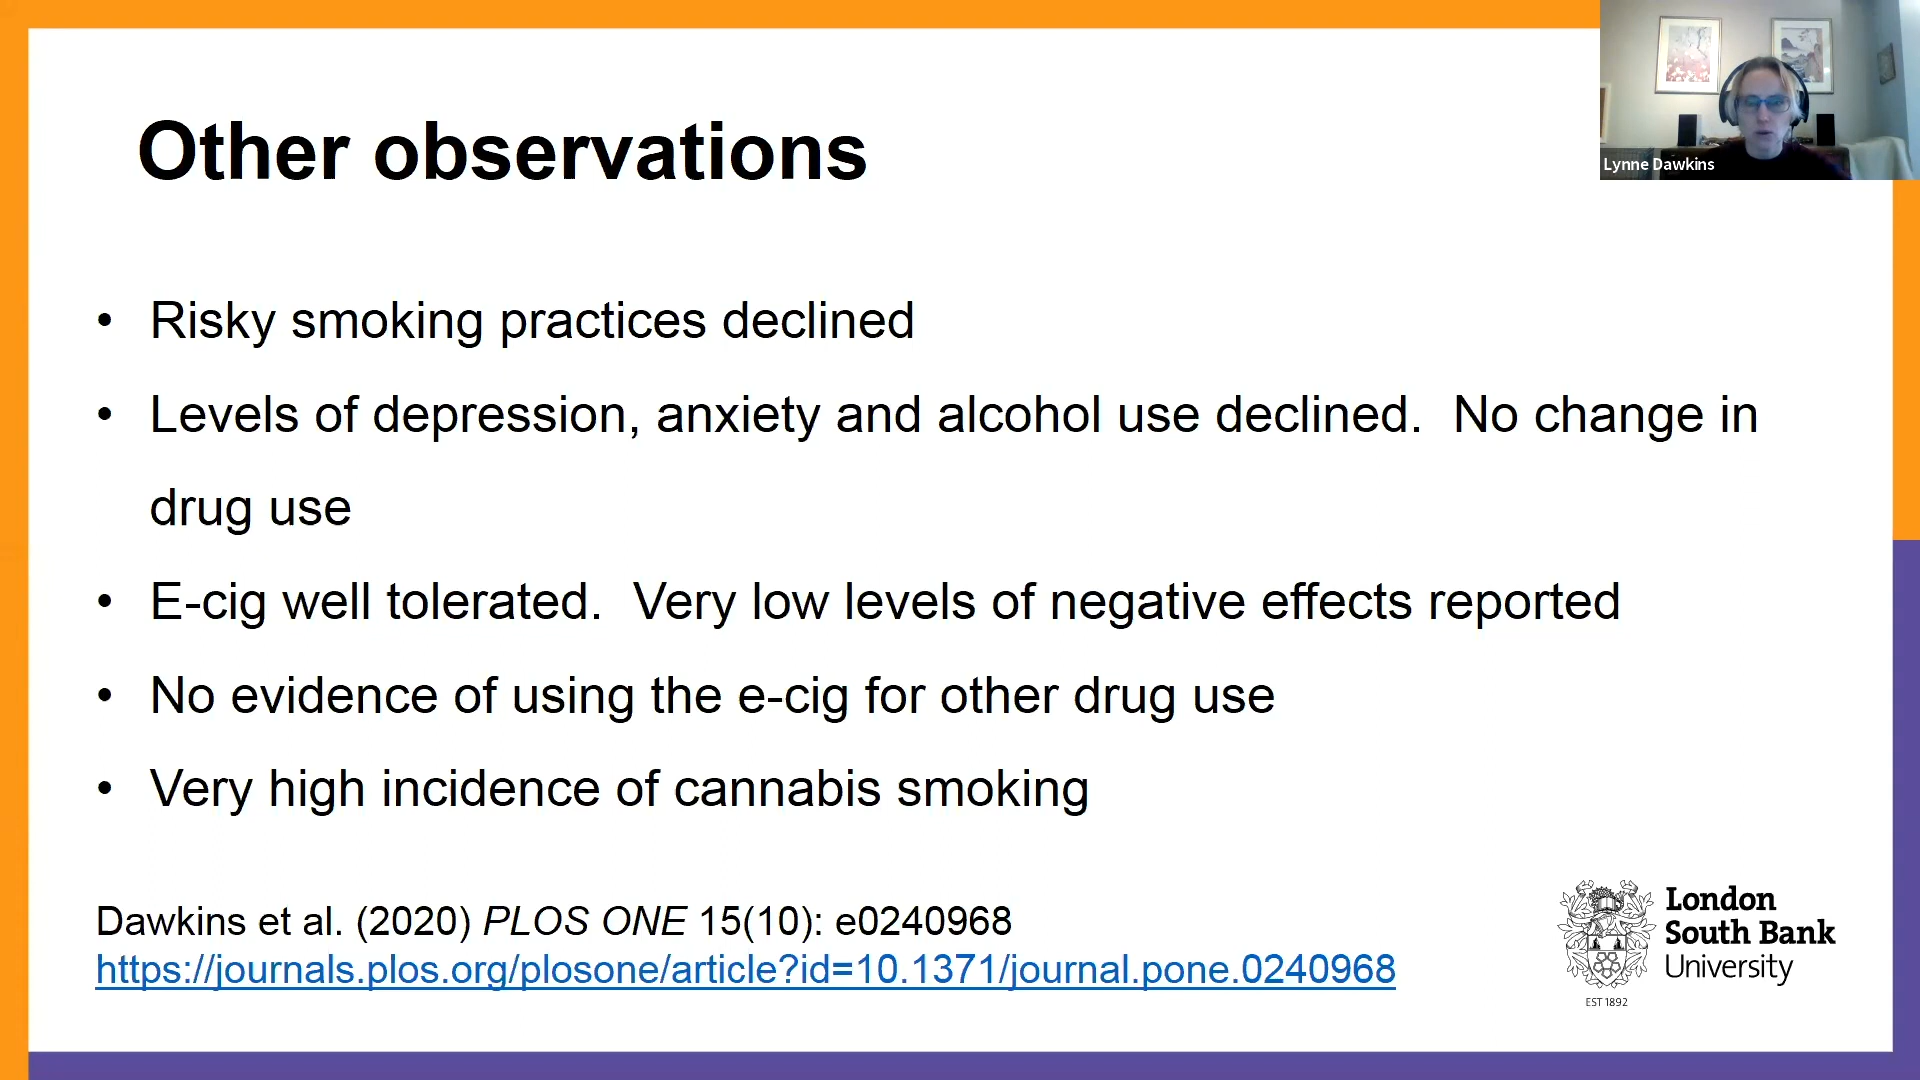 Other observations
Lynne Dawkins
• Risky smoking practices declined
• Levels of depression, anxiety and alcohol use declined.  No change in
drug use
• E-cig well tolerated.  Very low levels of negative effects reported
• No evidence of using the e-cig for other drug use
• Very high incidence of cannabis smoking
Dawkins et al. (2020) PLOS ONE 15(10): e0240968
https://journals.plos.org/plosone/article?id=10.1371/journal.pone.0240968
London
South Bank
University
EST 1892